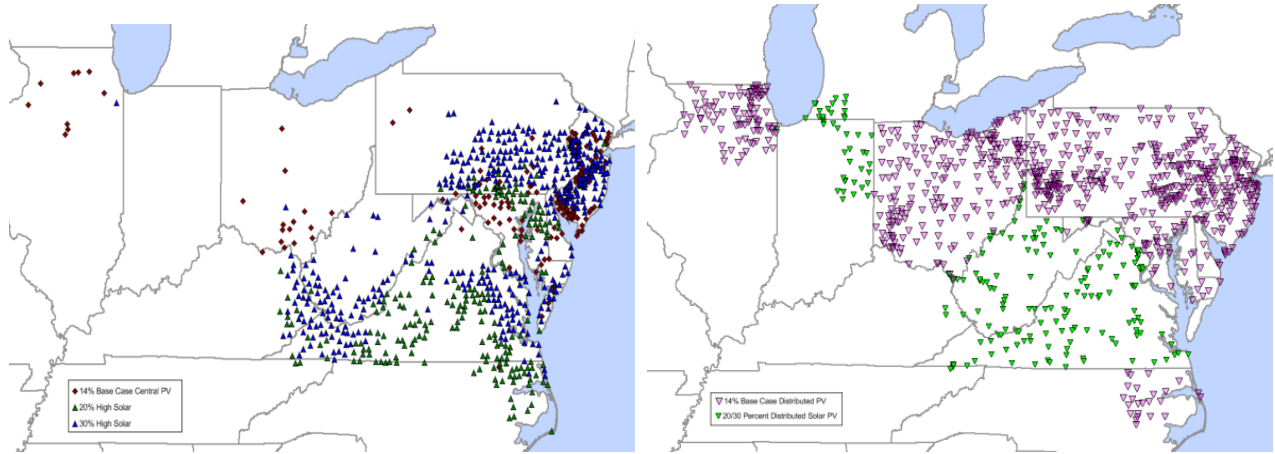 14% Base Case Central PV
20% High Solar
30% High Solar
14% Base Case Distributed PV
20/30 Percent Distributed Solar PV